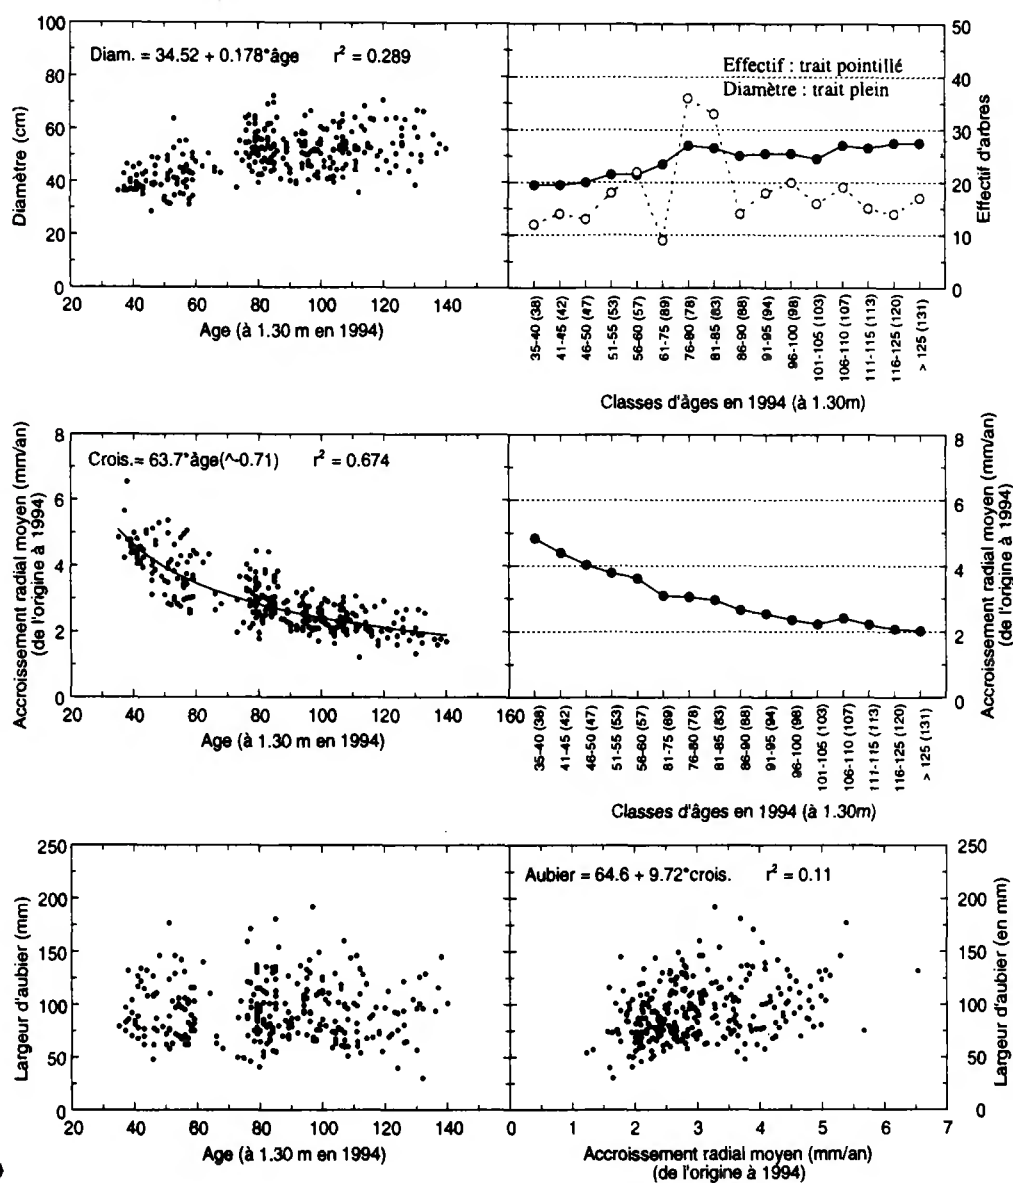 Diam. = 34.52 + 0.178*âge r² = 0.289
Diamètre (cm)
100
80
60
40
20
0
20 40 60 80 100 120 140
Age (à 1.30 m en 1994)
Effectif : trait pointillé
Diamètre : trait plein
50
40
30
20
10
0
Effectif d'arbres
35-40 (38)
41-45 (42)
46-50 (47)
51-55 (53)
56-60 (57)
61-75 (69)
76-80 (78)
81-85 (83)
86-90 (88)
91-95 (94)
96-100 (98)
101-105 (103)
106-110 (107)
111-115 (113)
116-125 (120)
> 125 (131)
Classes d'âges en 1994 (à 1.30m)
Crois.= 63.7*âge(^-0.71) r² = 0.674
Accroissement radial moyen (mm/an)
(de l'origine à 1994)
8
6
4
2
0
20 40 60 80 100 120 140 160
Age (à 1.30 m en 1994)
8
6
4
2
0
Accroissement radial moyen (mm/an)
(de l'origine à 1994)
35-40 (38)
41-45 (42)
46-50 (47)
51-55 (53)
56-60 (57)
61-75 (69)
76-80 (78)
81-85 (83)
86-90 (88)
91-95 (94)
96-100 (98)
101-105 (103)
106-110 (107)
111-115 (113)
116-125 (120)
> 125 (131)
Classes d'âges en 1994 (à 1.30m)
Largeur d'aubier (mm)
250
200
150
100
50
0
20 40 60 80 100 120 140
Age (à 1.30 m en 1994)
Aubier = 64.6 + 9.72*crois. r² = 0.11
250
200
150
100
50
0
Largeur d'aubier (en mm)
0 1 2 3 4 5 6 7
Accroissement radial moyen (mm/an)
(de l'origine à 1994)